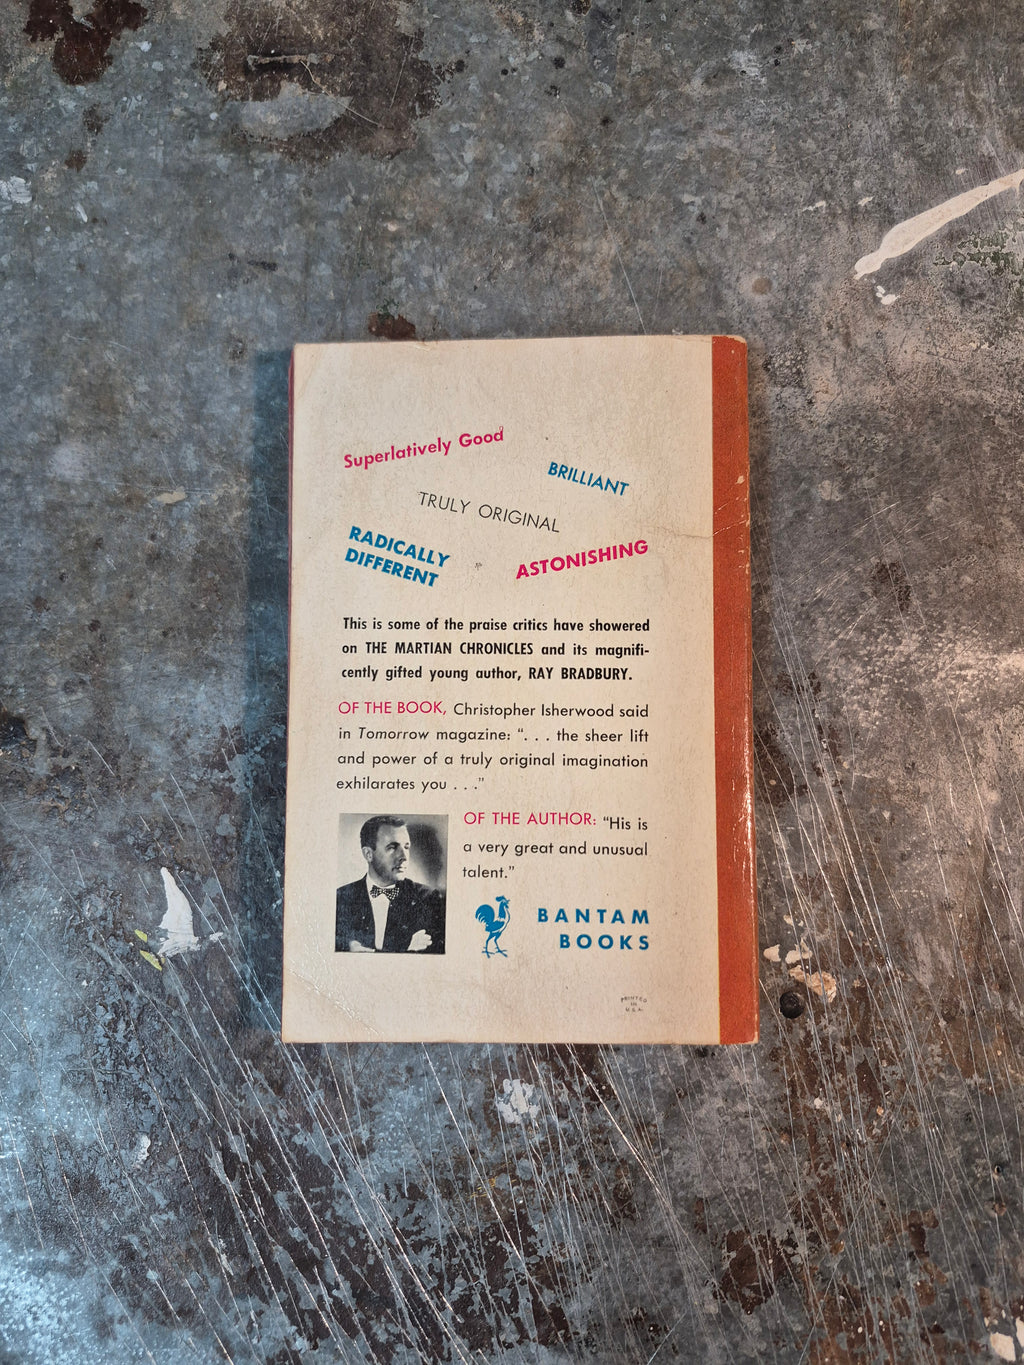 Superlatively Good
BRILLIANT
TRULY ORIGINAL
RADICALLY
DIFFERENT
ASTONISHING
This is some of the praise critics have showered
on THE MARTIAN CHRONICLES and its magnifi-
cently gifted young author, RAY BRADBURY.
OF THE BOOK, Christopher Isherwood said
in Tomorrow magazine: “. . . the sheer lift
and power of a truly original imagination
exhilarates you . . .”
OF THE AUTHOR: “His is
a very great and unusual
talent.”
BANTAM
BOOKS
PRINTED
IN
U.S.A.